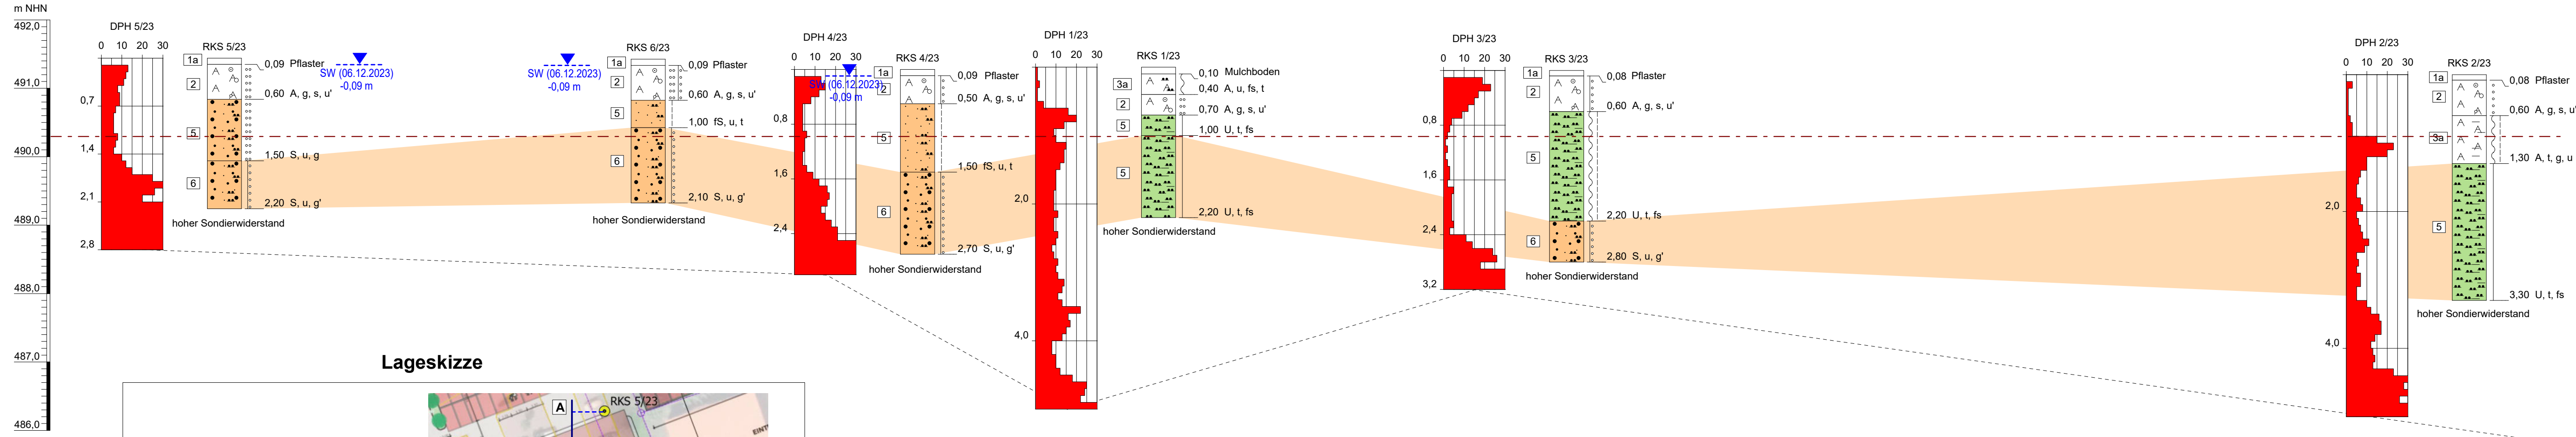 m NHN
492,0
491,0
490,0
489,0
488,0
487,0
486,0
DPH 5/23
0 10 20 30
0,7
1,4
2,1
2,8
RKS 5/23
1a
2
5
6
0,09 Pflaster
0,60 A, g, s, u'
1,50 S, u, g
2,20 S, u, g'
hoher Sondierwiderstand
SW (06.12.2023)
-0,09 m
SW (06.12.2023)
-0,09 m
RKS 6/23
1a
2
5
6
0,09 Pflaster
0,60 A, g, s, u'
1,00 fS, u, t
2,10 S, u, g'
hoher Sondierwiderstand
DPH 4/23
0 10 20 30
0,8
1,6
2,4
SW (06.12.2023)
-0,09 m
RKS 4/23
1a
2
5
6
0,09 Pflaster
0,50 A, g, s, u'
1,50 fS, u, t
2,70 S, u, g'
hoher Sondierwiderstand
DPH 1/23
0 10 20 30
2,0
4,0
RKS 1/23
3a
2
5
5
0,10 Mulchboden
0,40 A, u, fs, t
0,70 A, g, s, u'
1,00 U, t, fs
2,20 U, t, fs
hoher Sondierwiderstand
DPH 3/23
0 10 20 30
0,8
1,6
2,4
3,2
RKS 3/23
1a
2
5
6
0,08 Pflaster
0,60 A, g, s, u'
2,20 U, t, fs
2,80 S, u, g'
hoher Sondierwiderstand
DPH 2/23
0 10 20 30
2,0
4,0
RKS 2/23
1a
2
3a
5
0,08 Pflaster
0,60 A, g, s, u'
1,30 A, t, g, u
3,30 U, t, fs
hoher Sondierwiderstand
Lageskizze
A
RKS 5/23